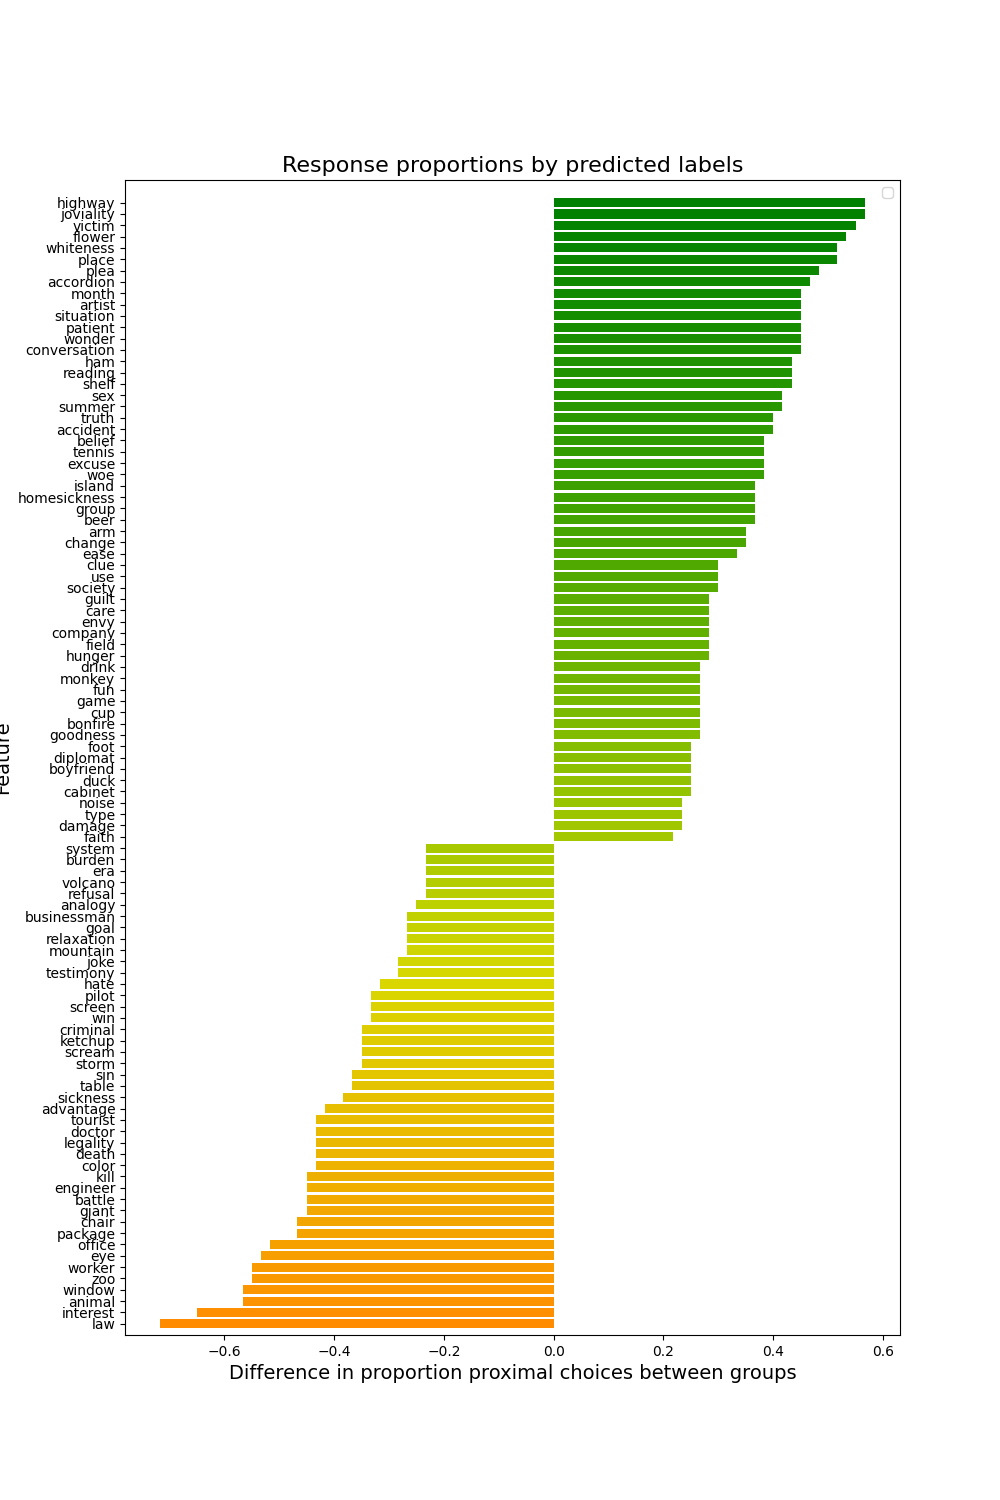 Response proportions by predicted labels
highway
joviality
victim
flower
whiteness
place
plea
accordion
month
artist
situation
patient
wonder
conversation
ham
reading
shelf
sex
summer
truth
accident
belief
tennis
excuse
woe
island
homesickness
group
beer
arm
change
ease
clue
use
society
guilt
care
envy
company
field
hunger
drink
monkey
fun
game
cup
bonfire
goodness
foot
diplomat
boyfriend
duck
cabinet
noise
type
damage
faith
system
burden
era
volcano
refusal
analogy
businessman
goal
relaxation
mountain
joke
testimony
hate
pilot
screen
win
criminal
ketchup
scream
storm
sin
table
sickness
advantage
tourist
doctor
legality
death
color
kill
engineer
battle
giant
chair
package
office
eye
worker
zoo
window
animal
interest
law
Feature
−0.6 −0.4 −0.2 0.0 0.2 0.4 0.6
Difference in proportion proximal choices between groups